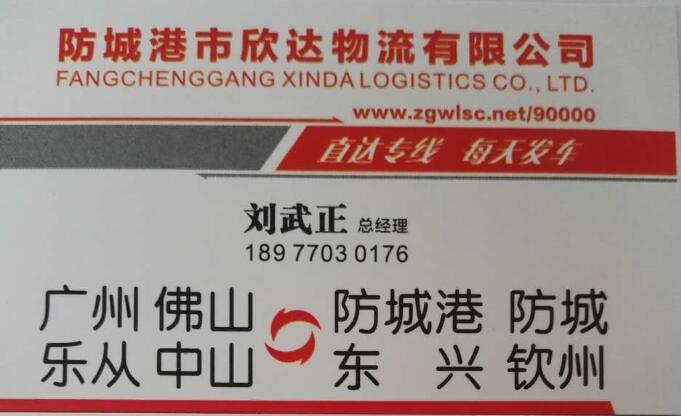 防城港市欣达物流有限公司
FANGCHENGGANG XINDA LOGISTICS CO., LTD.
www.zgwlsc.net/90000
直达专线 每天发车
刘武正 总经理
189 7703 0176
广州 佛山 防城港 防城
乐从 中山 东兴 钦州